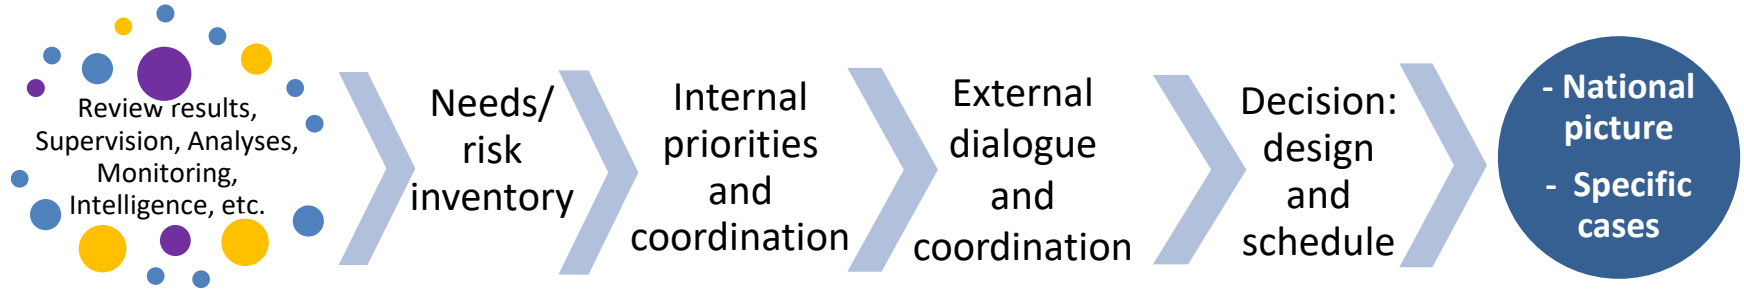 Review results,
Supervision, Analyses,
Monitoring,
Intelligence, etc.
Needs/
risk
inventory
Internal
priorities
and
coordination
External
dialogue
and
coordination
Decision:
design
and
schedule
- National
picture
- Specific
cases